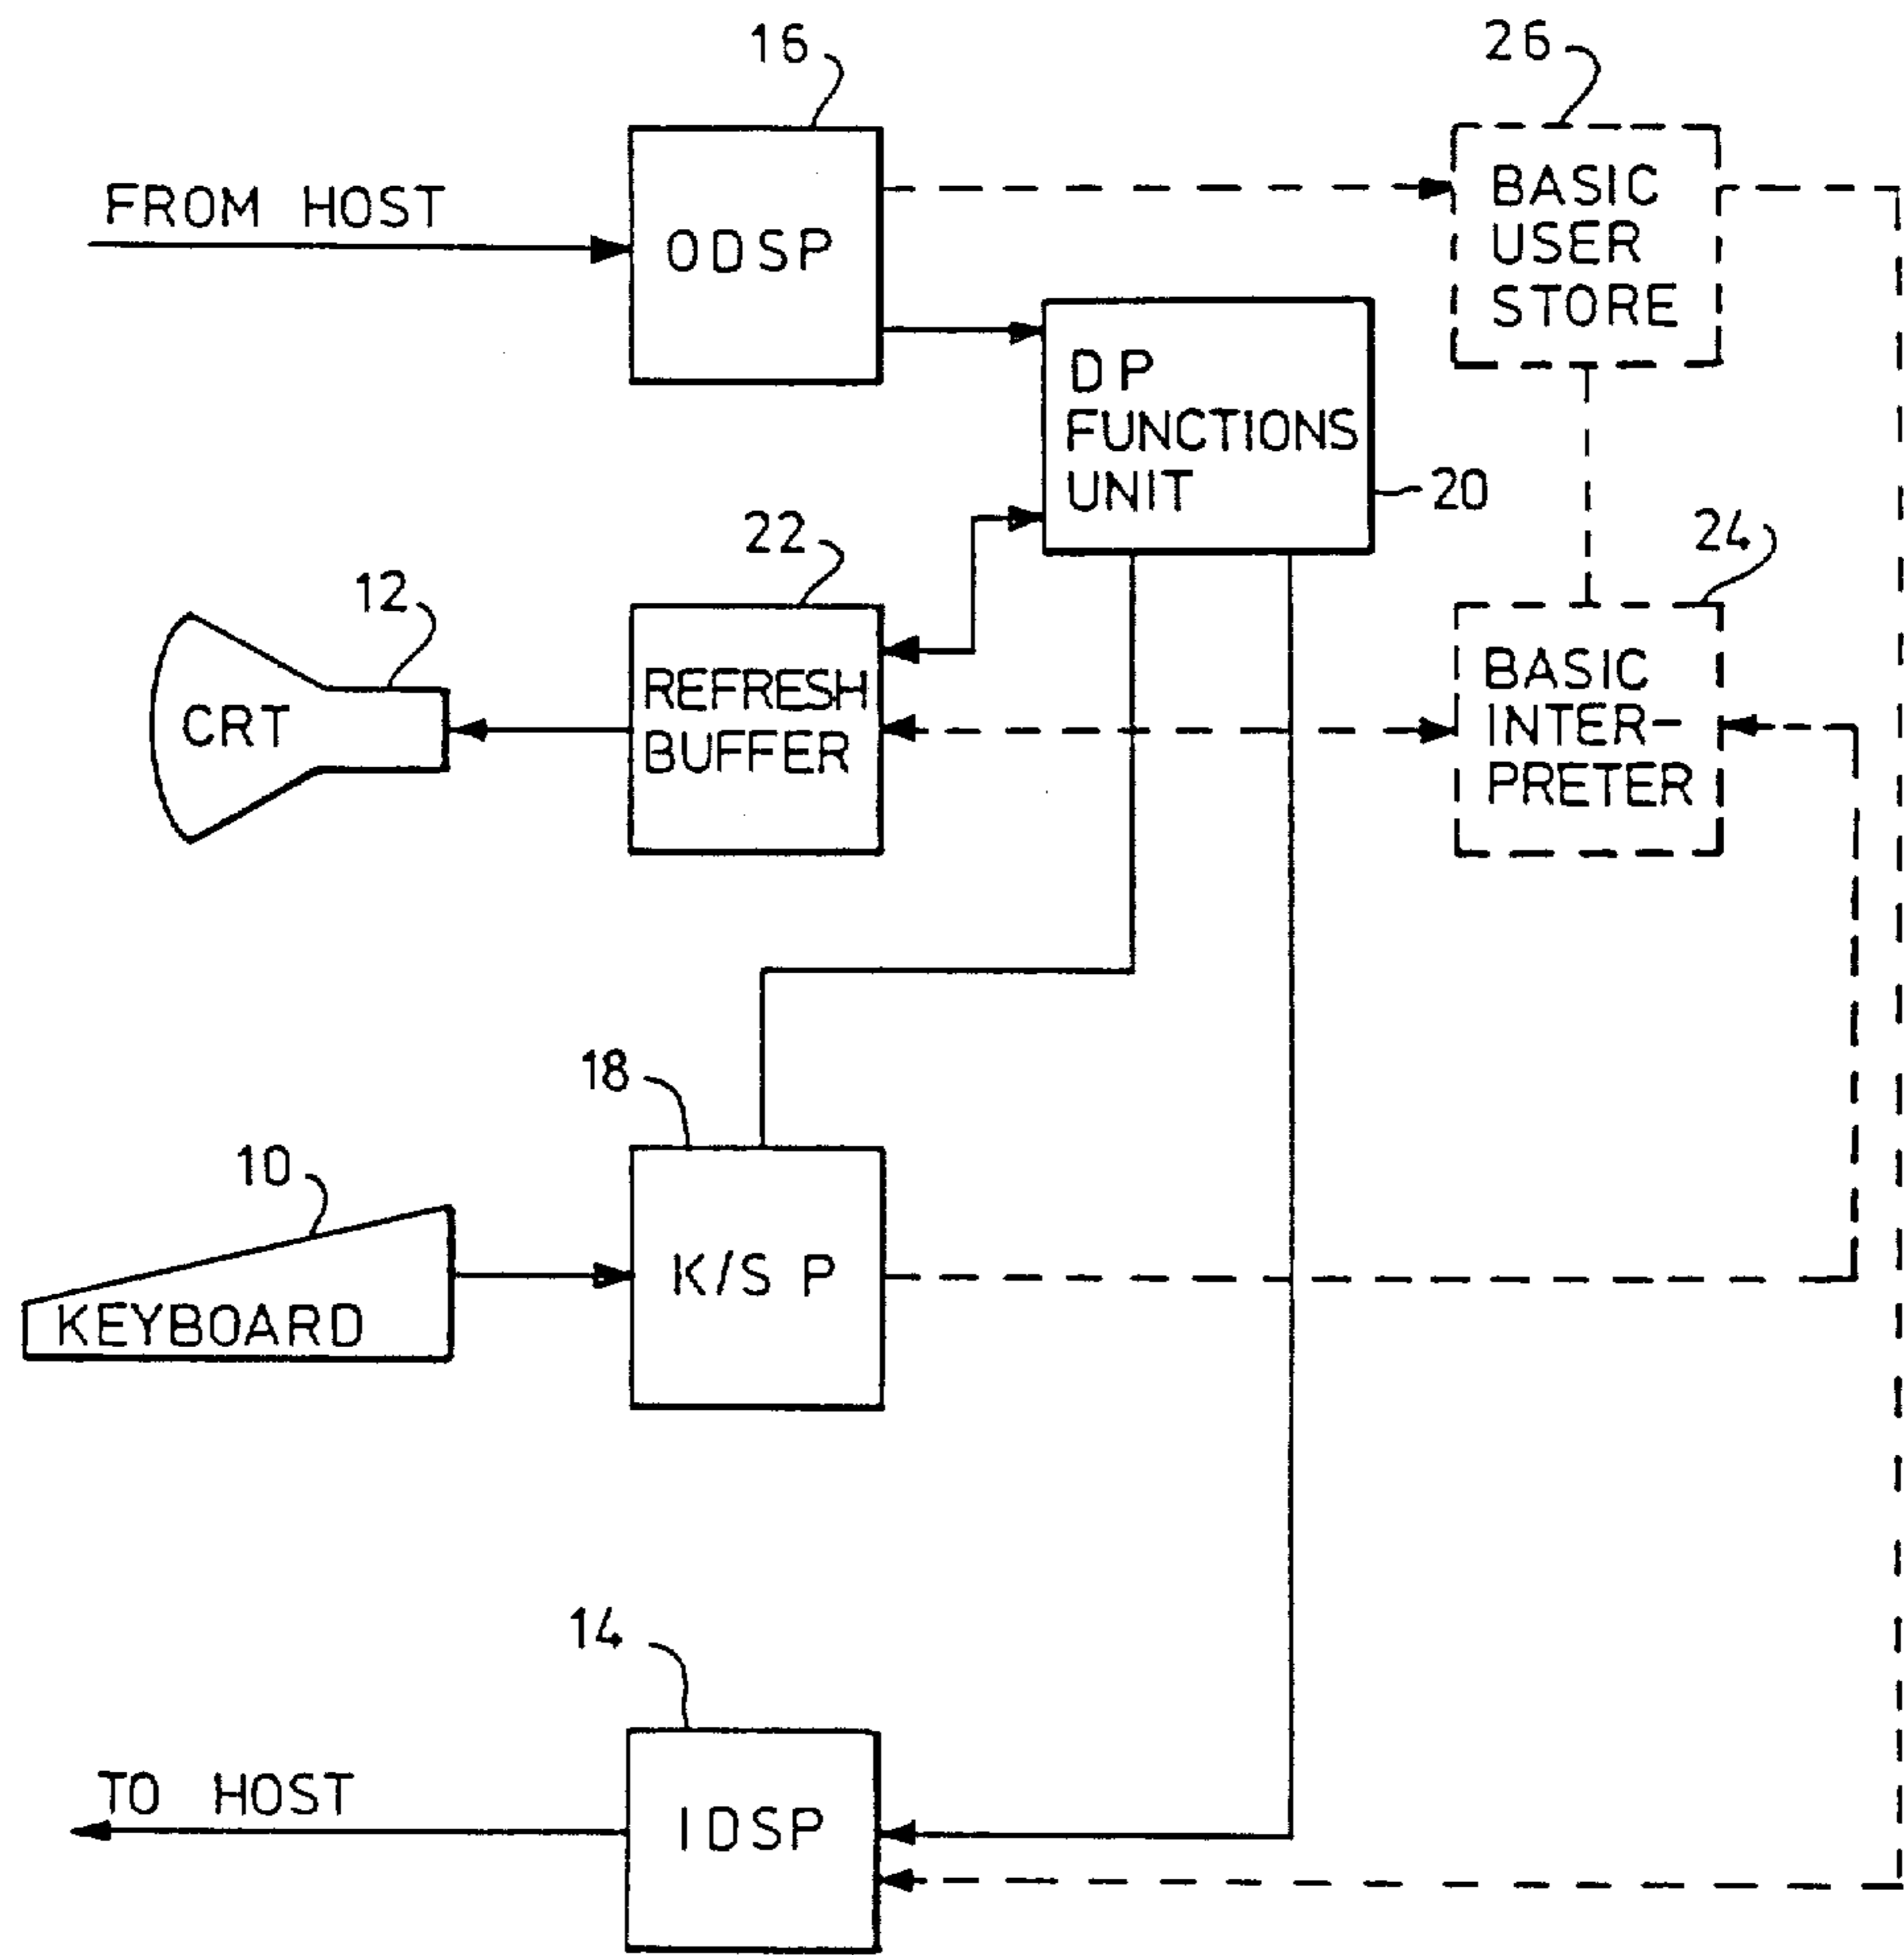 16
26
FROM HOST
ODSP
BASIC
USER
STORE
DP
FUNCTIONS
UNIT
20
22
24
12
CRT
REFRESH
BUFFER
BASIC
INTER-
PRETER
18
10
KEYBOARD
K/S P
14
TO HOST
IDSP